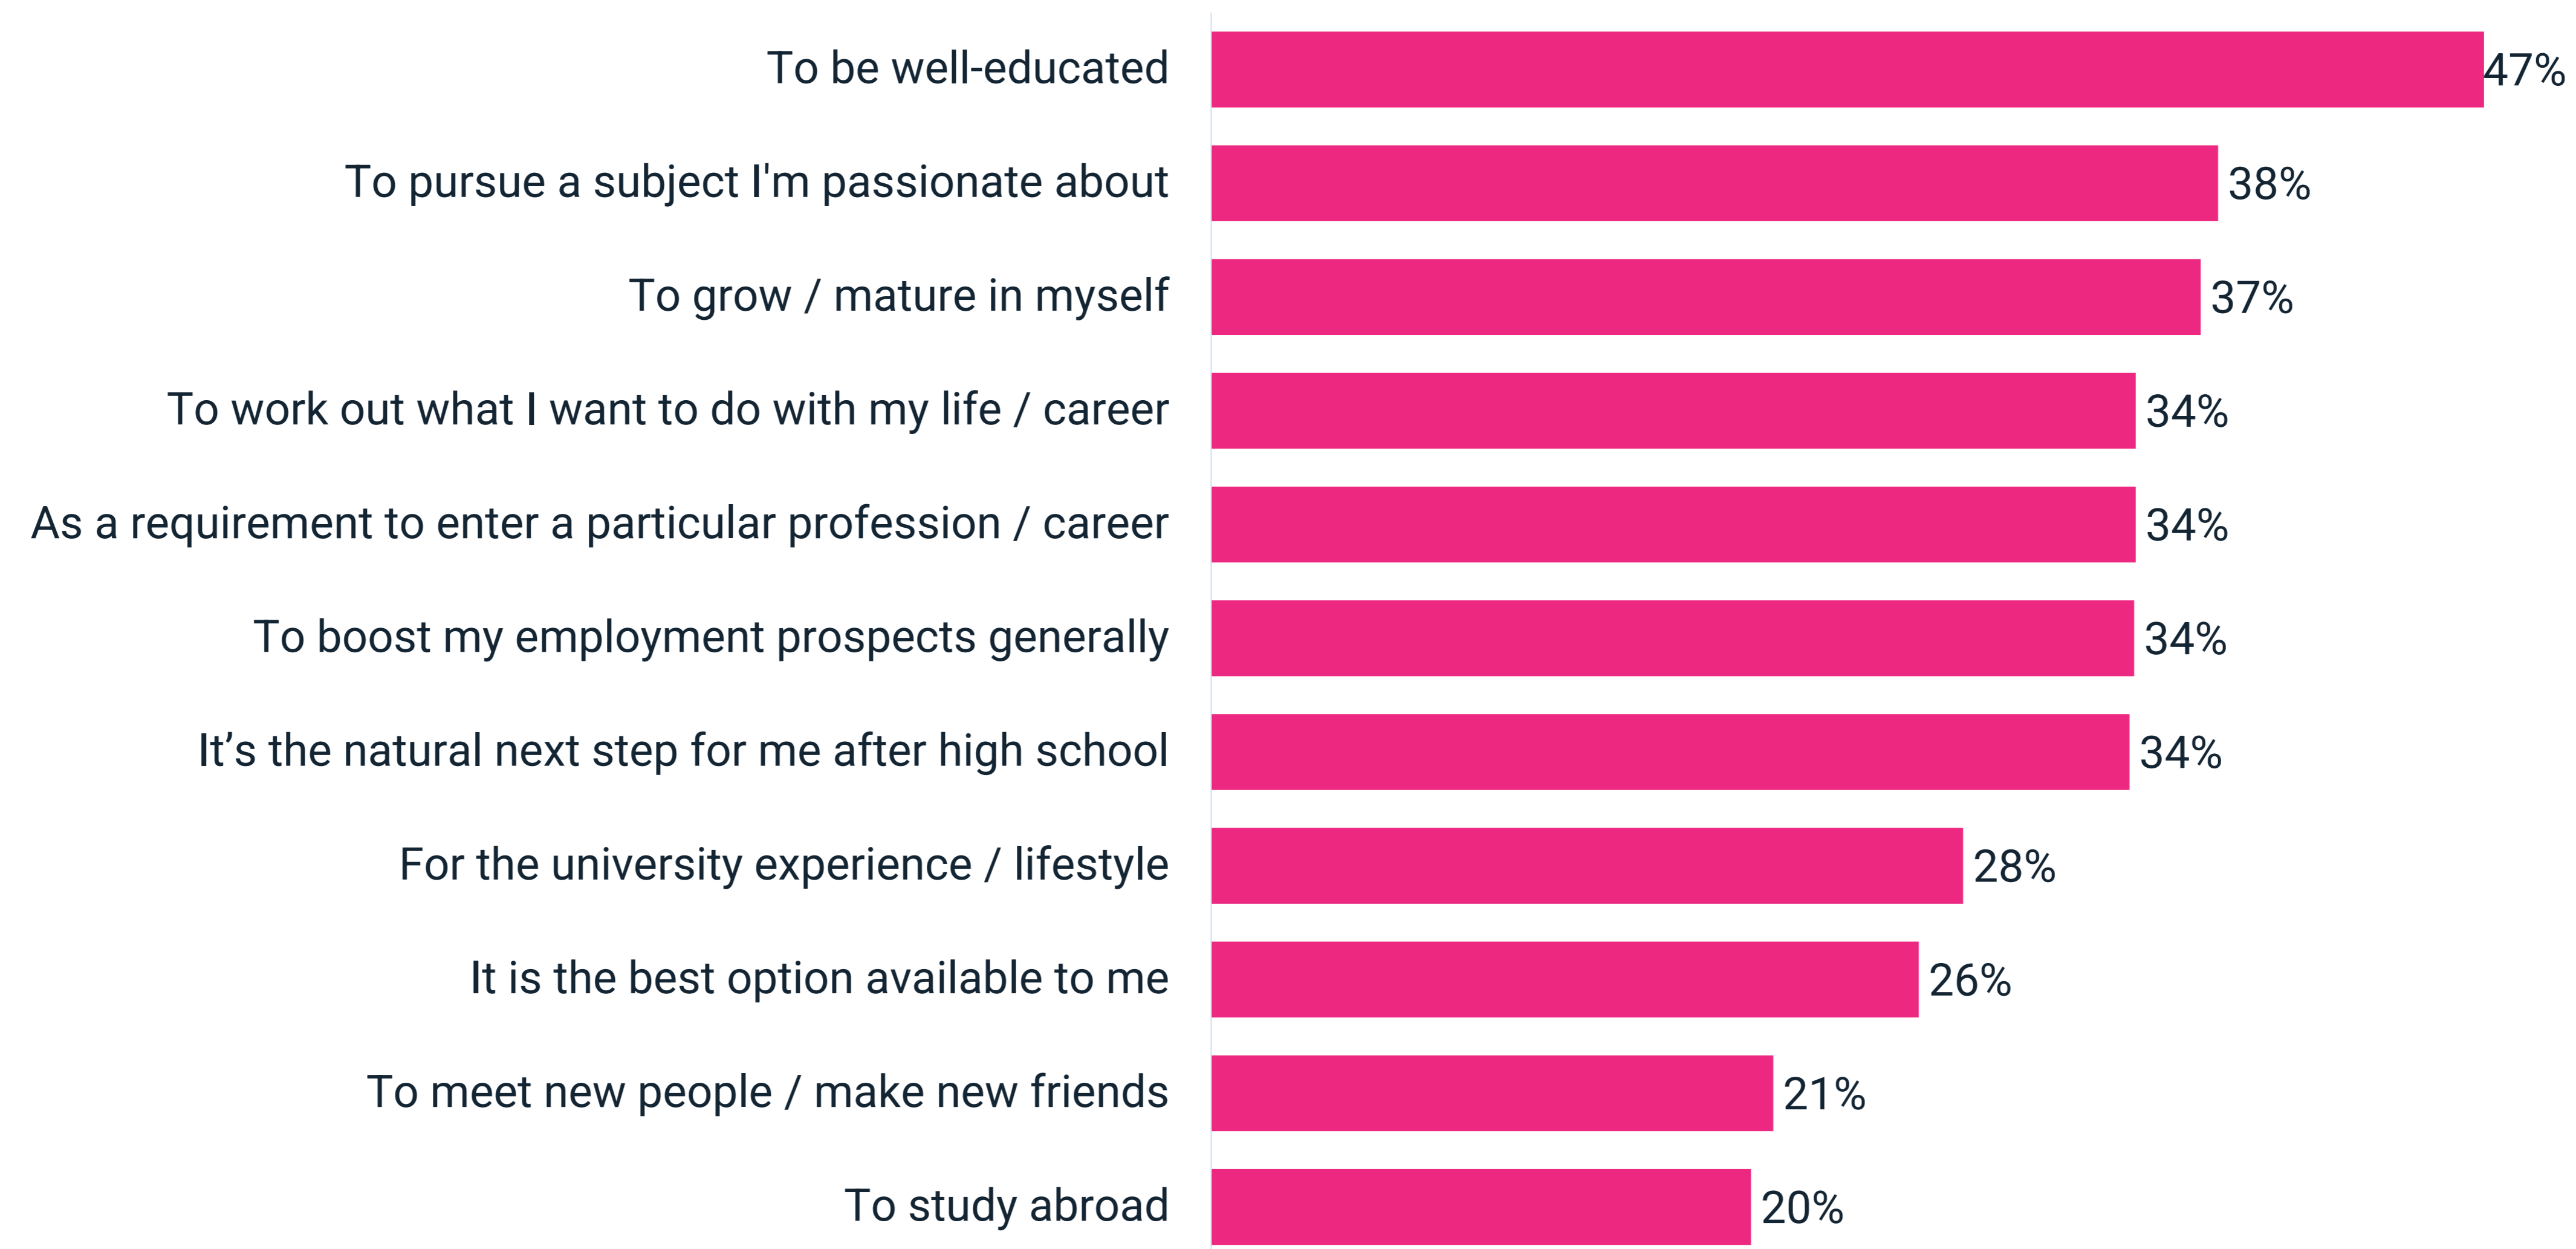 To be well-educated 47%
To pursue a subject I'm passionate about 38%
To grow / mature in myself 37%
To work out what I want to do with my life / career 34%
As a requirement to enter a particular profession / career 34%
To boost my employment prospects generally 34%
It’s the natural next step for me after high school 34%
For the university experience / lifestyle 28%
It is the best option available to me 26%
To meet new people / make new friends 21%
To study abroad 20%